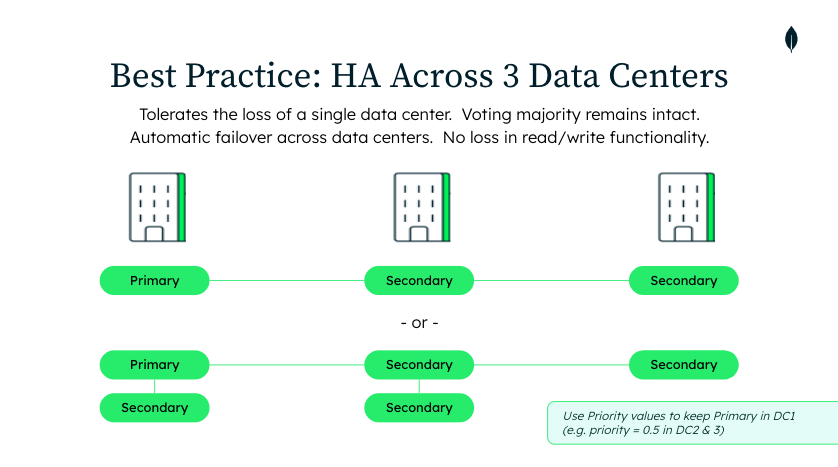 Best Practice: HA Across 3 Data Centers
Tolerates the loss of a single data center.  Voting majority remains intact.
Automatic failover across data centers.  No loss in read/write functionality.
Primary
Secondary
Secondary
- or -
Primary
Secondary
Secondary
Secondary
Secondary
Use Priority values to keep Primary in DC1
(e.g. priority = 0.5 in DC2 & 3)